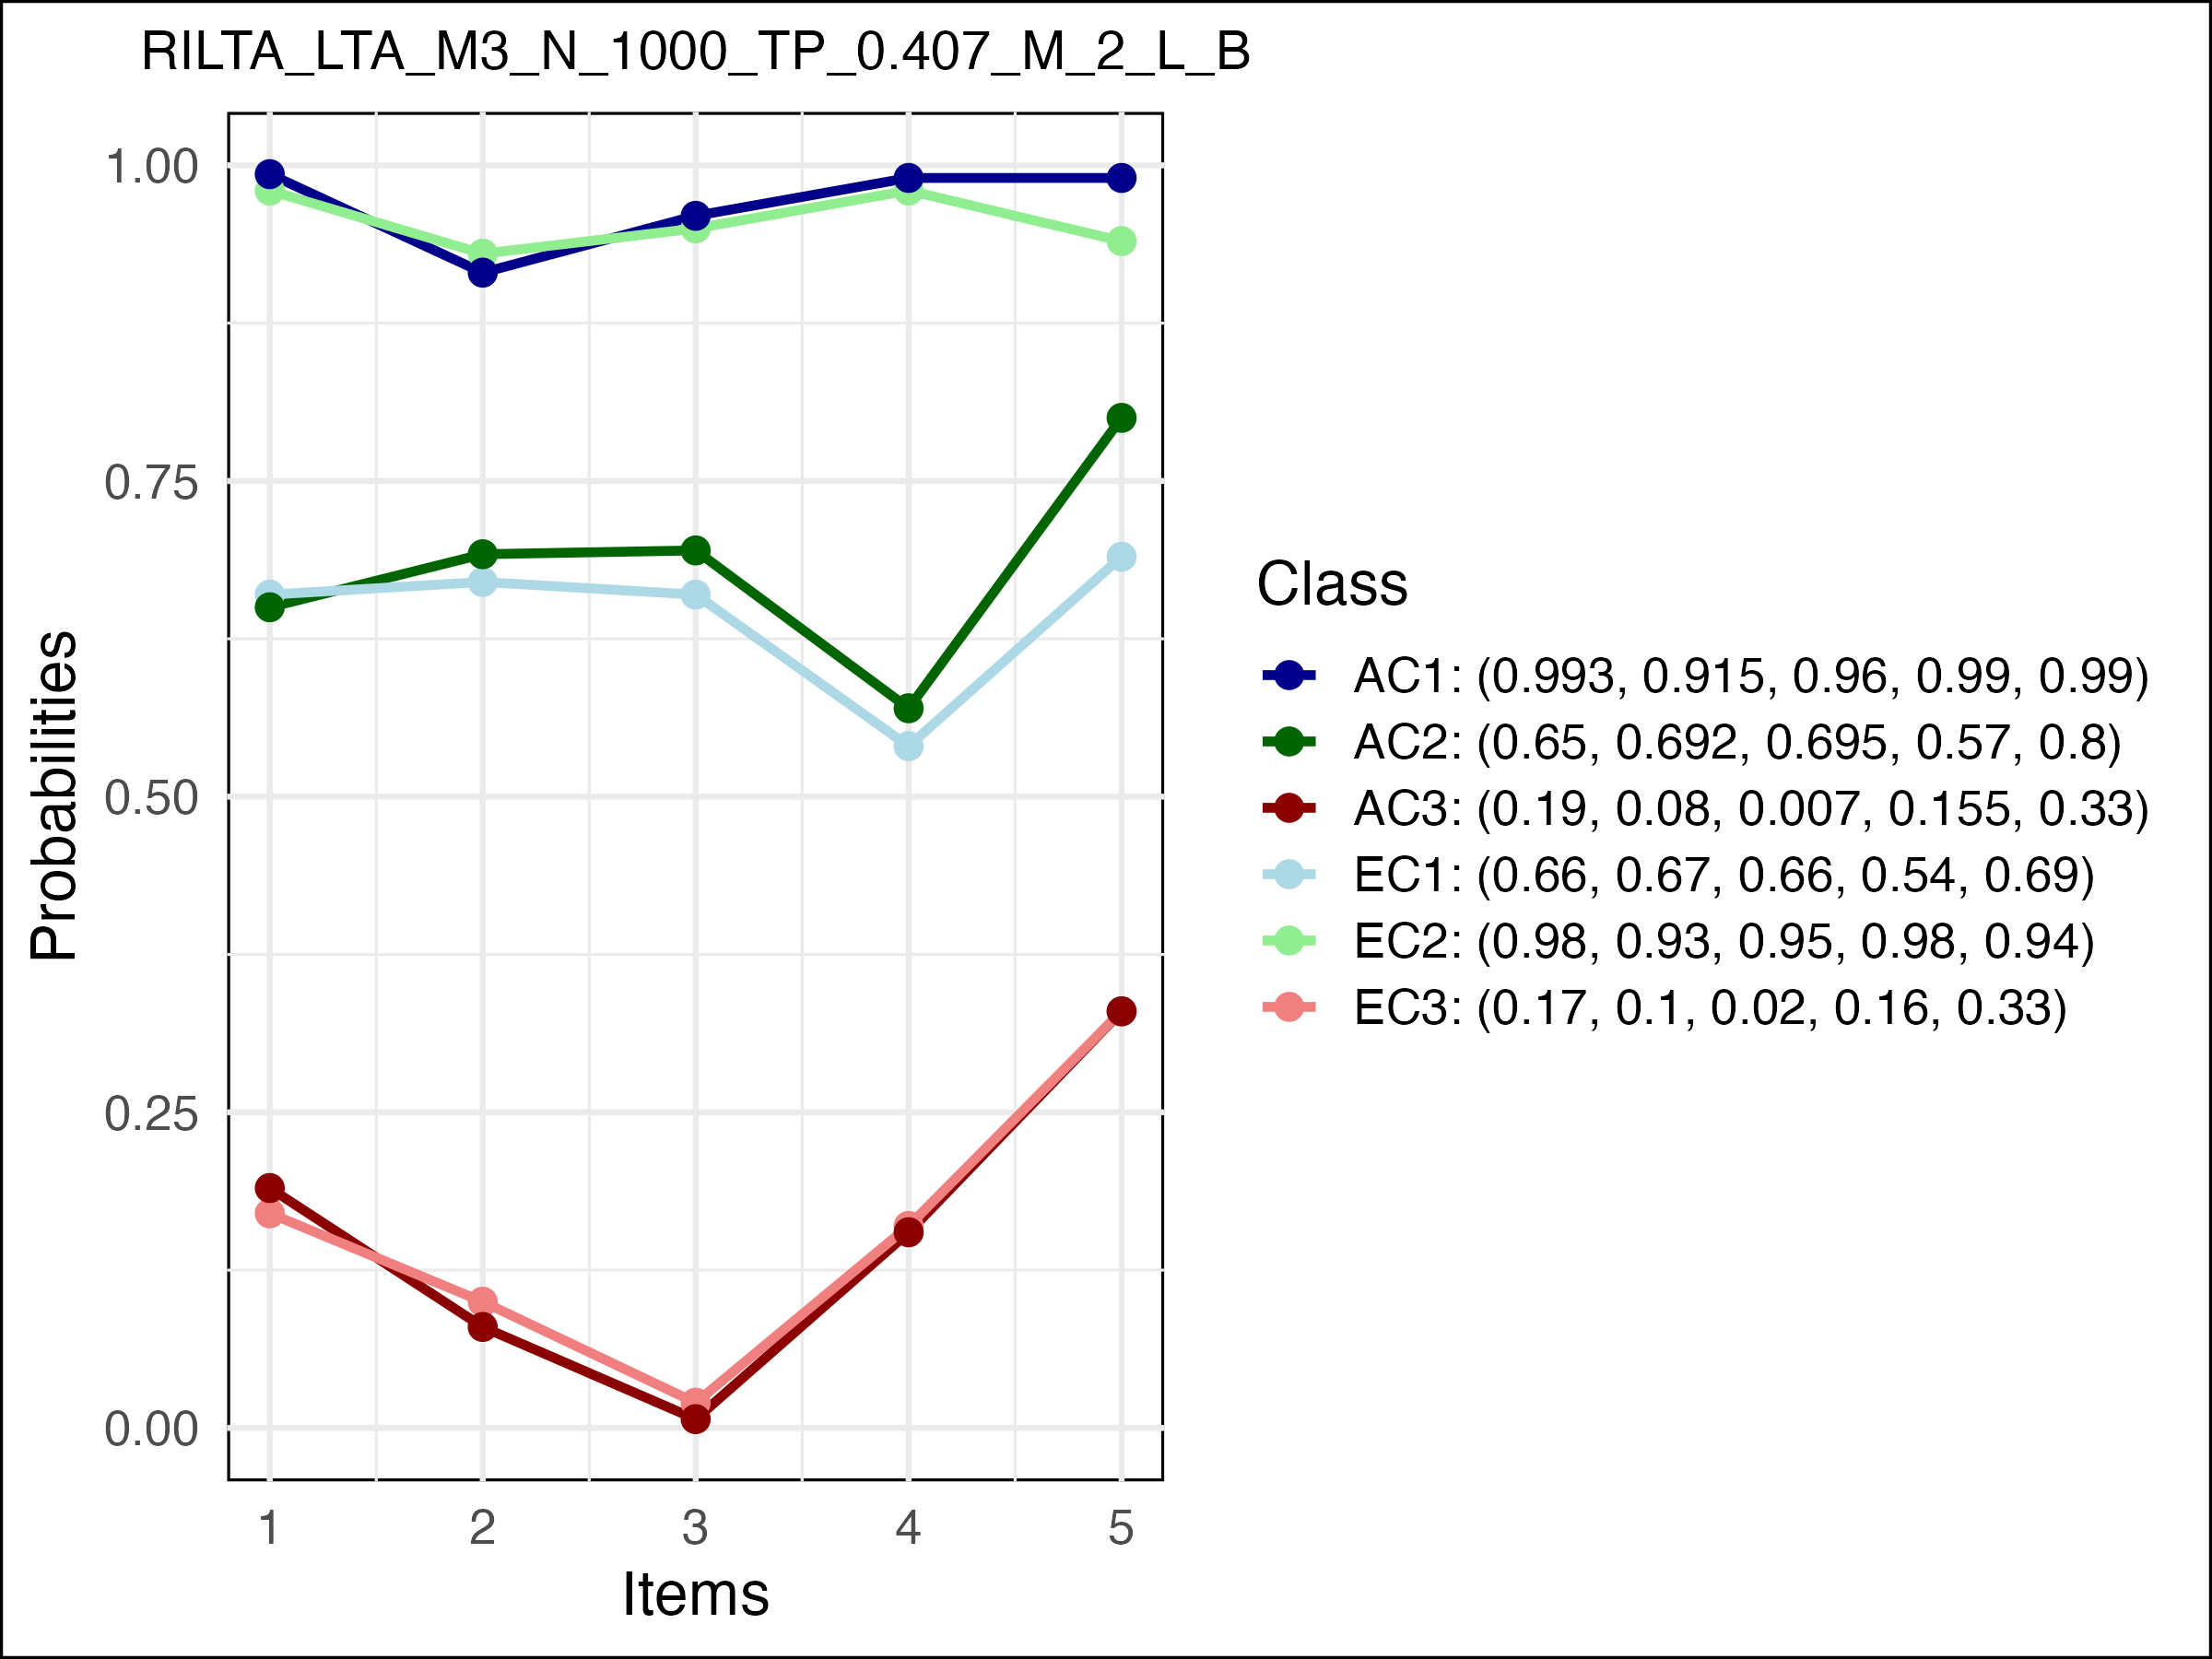 RILTA_LTA_M3_N_1000_TP_0.407_M_2_L_B
1.00
0.75
0.50
0.25
0.00
Probabilities
1 2 3 4 5
Items
Class
AC1: (0.993, 0.915, 0.96, 0.99, 0.99)
AC2: (0.65, 0.692, 0.695, 0.57, 0.8)
AC3: (0.19, 0.08, 0.007, 0.155, 0.33)
EC1: (0.66, 0.67, 0.66, 0.54, 0.69)
EC2: (0.98, 0.93, 0.95, 0.98, 0.94)
EC3: (0.17, 0.1, 0.02, 0.16, 0.33)